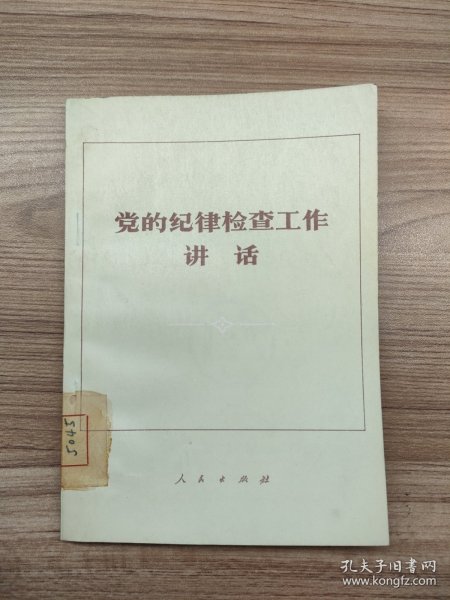 党的纪律检查工作
讲 话
5045
人民出版社
孔夫子旧书网
www.kongfz.com